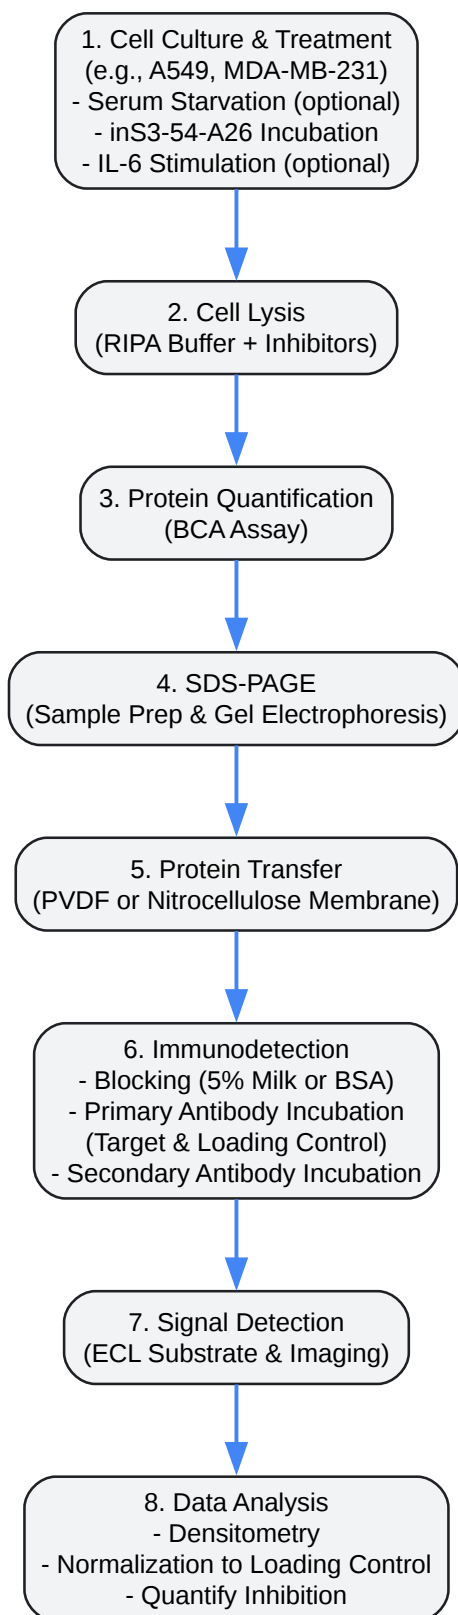 1. Cell Culture & Treatment
(e.g., A549, MDA-MB-231)
- Serum Starvation (optional)
- inS3-54-A26 Incubation
- IL-6 Stimulation (optional)
2. Cell Lysis
(RIPA Buffer + Inhibitors)
3. Protein Quantification
(BCA Assay)
4. SDS-PAGE
(Sample Prep & Gel Electrophoresis)
5. Protein Transfer
(PVDF or Nitrocellulose Membrane)
6. Immunodetection
- Blocking (5% Milk or BSA)
- Primary Antibody Incubation
(Target & Loading Control)
- Secondary Antibody Incubation
7. Signal Detection
(ECL Substrate & Imaging)
8. Data Analysis
- Densitometry
- Normalization to Loading Control
- Quantify Inhibition